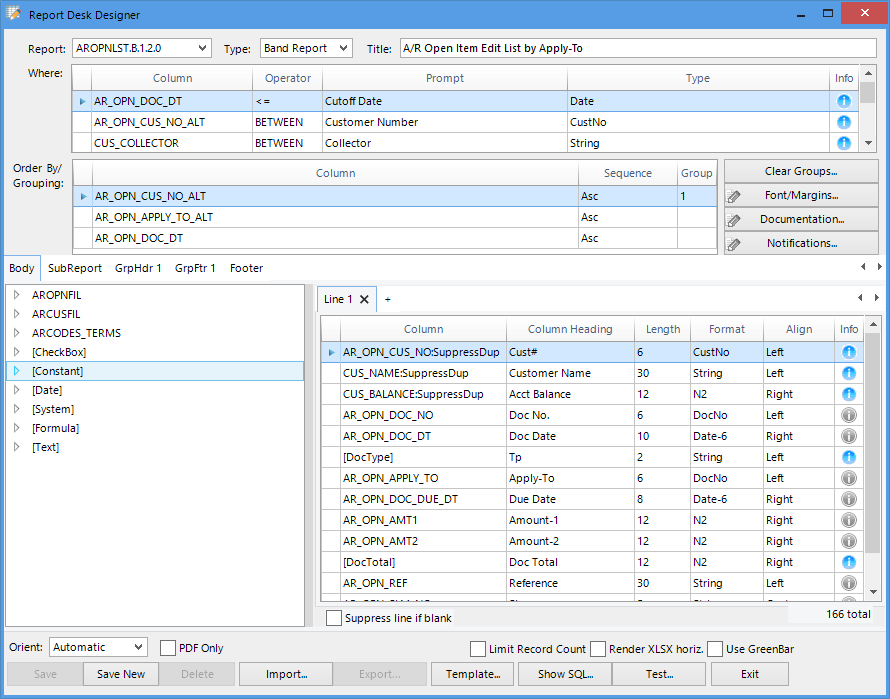 Report Desk Designer
Report: AROPNLST.B.1.2.0 Type: Band Report Title: A/R Open Item Edit List by Apply-To
Where: Column Operator Prompt Type Info
AR_OPN_DOC_DT <= Cutoff Date Date
AR_OPN_CUS_NO_ALT BETWEEN Customer Number CustNo
CUS_COLLECTOR BETWEEN Collector String
Order By/
Grouping:
Column Sequence Group
AR_OPN_CUS_NO_ALT Asc 1
AR_OPN_APPLY_TO_ALT Asc
AR_OPN_DOC_DT Asc
Clear Groups...
Font/Margins...
Documentation...
Notifications...
Body SubReport GrpHdr 1 GrpFtr 1 Footer
AROPNFIL
ARCUSFIL
ARCODES_TERMS
[CheckBox]
[Constant]
[Date]
[System]
[Formula]
[Text]
Line 1 +
Column Column Heading Length Format Align Info
AR_OPN_CUS_NO:SuppressDup Cust# 6 CustNo Left
CUS_NAME:SuppressDup Customer Name 30 String Left
CUS_BALANCE:SuppressDup Acct Balance 12 N2 Right
AR_OPN_DOC_NO Doc No. 6 DocNo Left
AR_OPN_DOC_DT Doc Date 10 Date-6 Right
[DocType] Tp 2 String Left
AR_OPN_APPLY_TO Apply-To 6 DocNo Left
AR_OPN_DOC_DUE_DT Due Date 8 Date-6 Right
AR_OPN_AMT1 Amount-1 12 N2 Right
AR_OPN_AMT2 Amount-2 12 N2 Right
[DocTotal] Doc Total 12 N2 Right
AR_OPN_REF Reference 30 String Left
Suppress line if blank 166 total
Orient: Automatic PDF Only Limit Record Count Render XLSX horiz. Use GreenBar
Save Save New Delete Import... Export... Template... Show SQL... Test... Exit